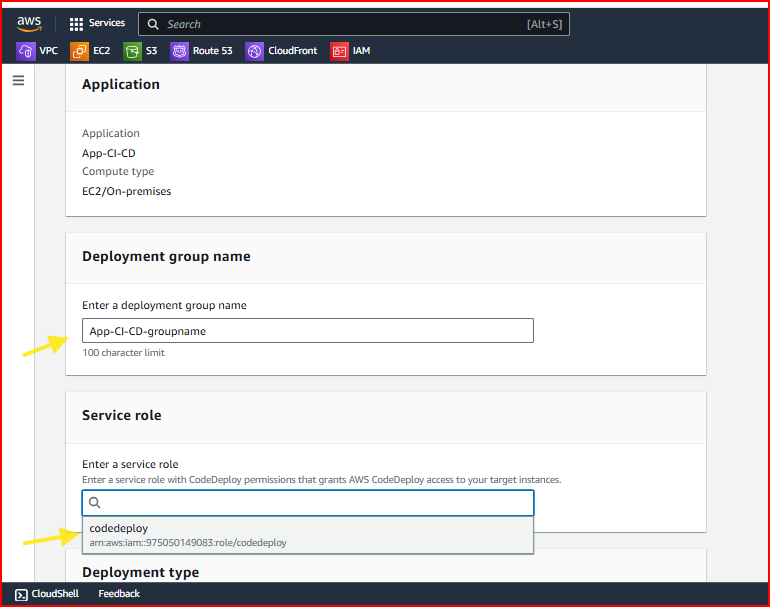 aws Services Search [Alt+S]
VPC EC2 S3 Route 53 CloudFront IAM
Application
Application
App-CI-CD
Compute type
EC2/On-premises
Deployment group name
Enter a deployment group name
App-CI-CD-groupname
100 character limit
Service role
Enter a service role
Enter a service role with CodeDeploy permissions that grants AWS CodeDeploy access to your target instances.
codedeploy
arn:aws:iam::975050149083:role/codedeploy
Deployment type
CloudShell Feedback